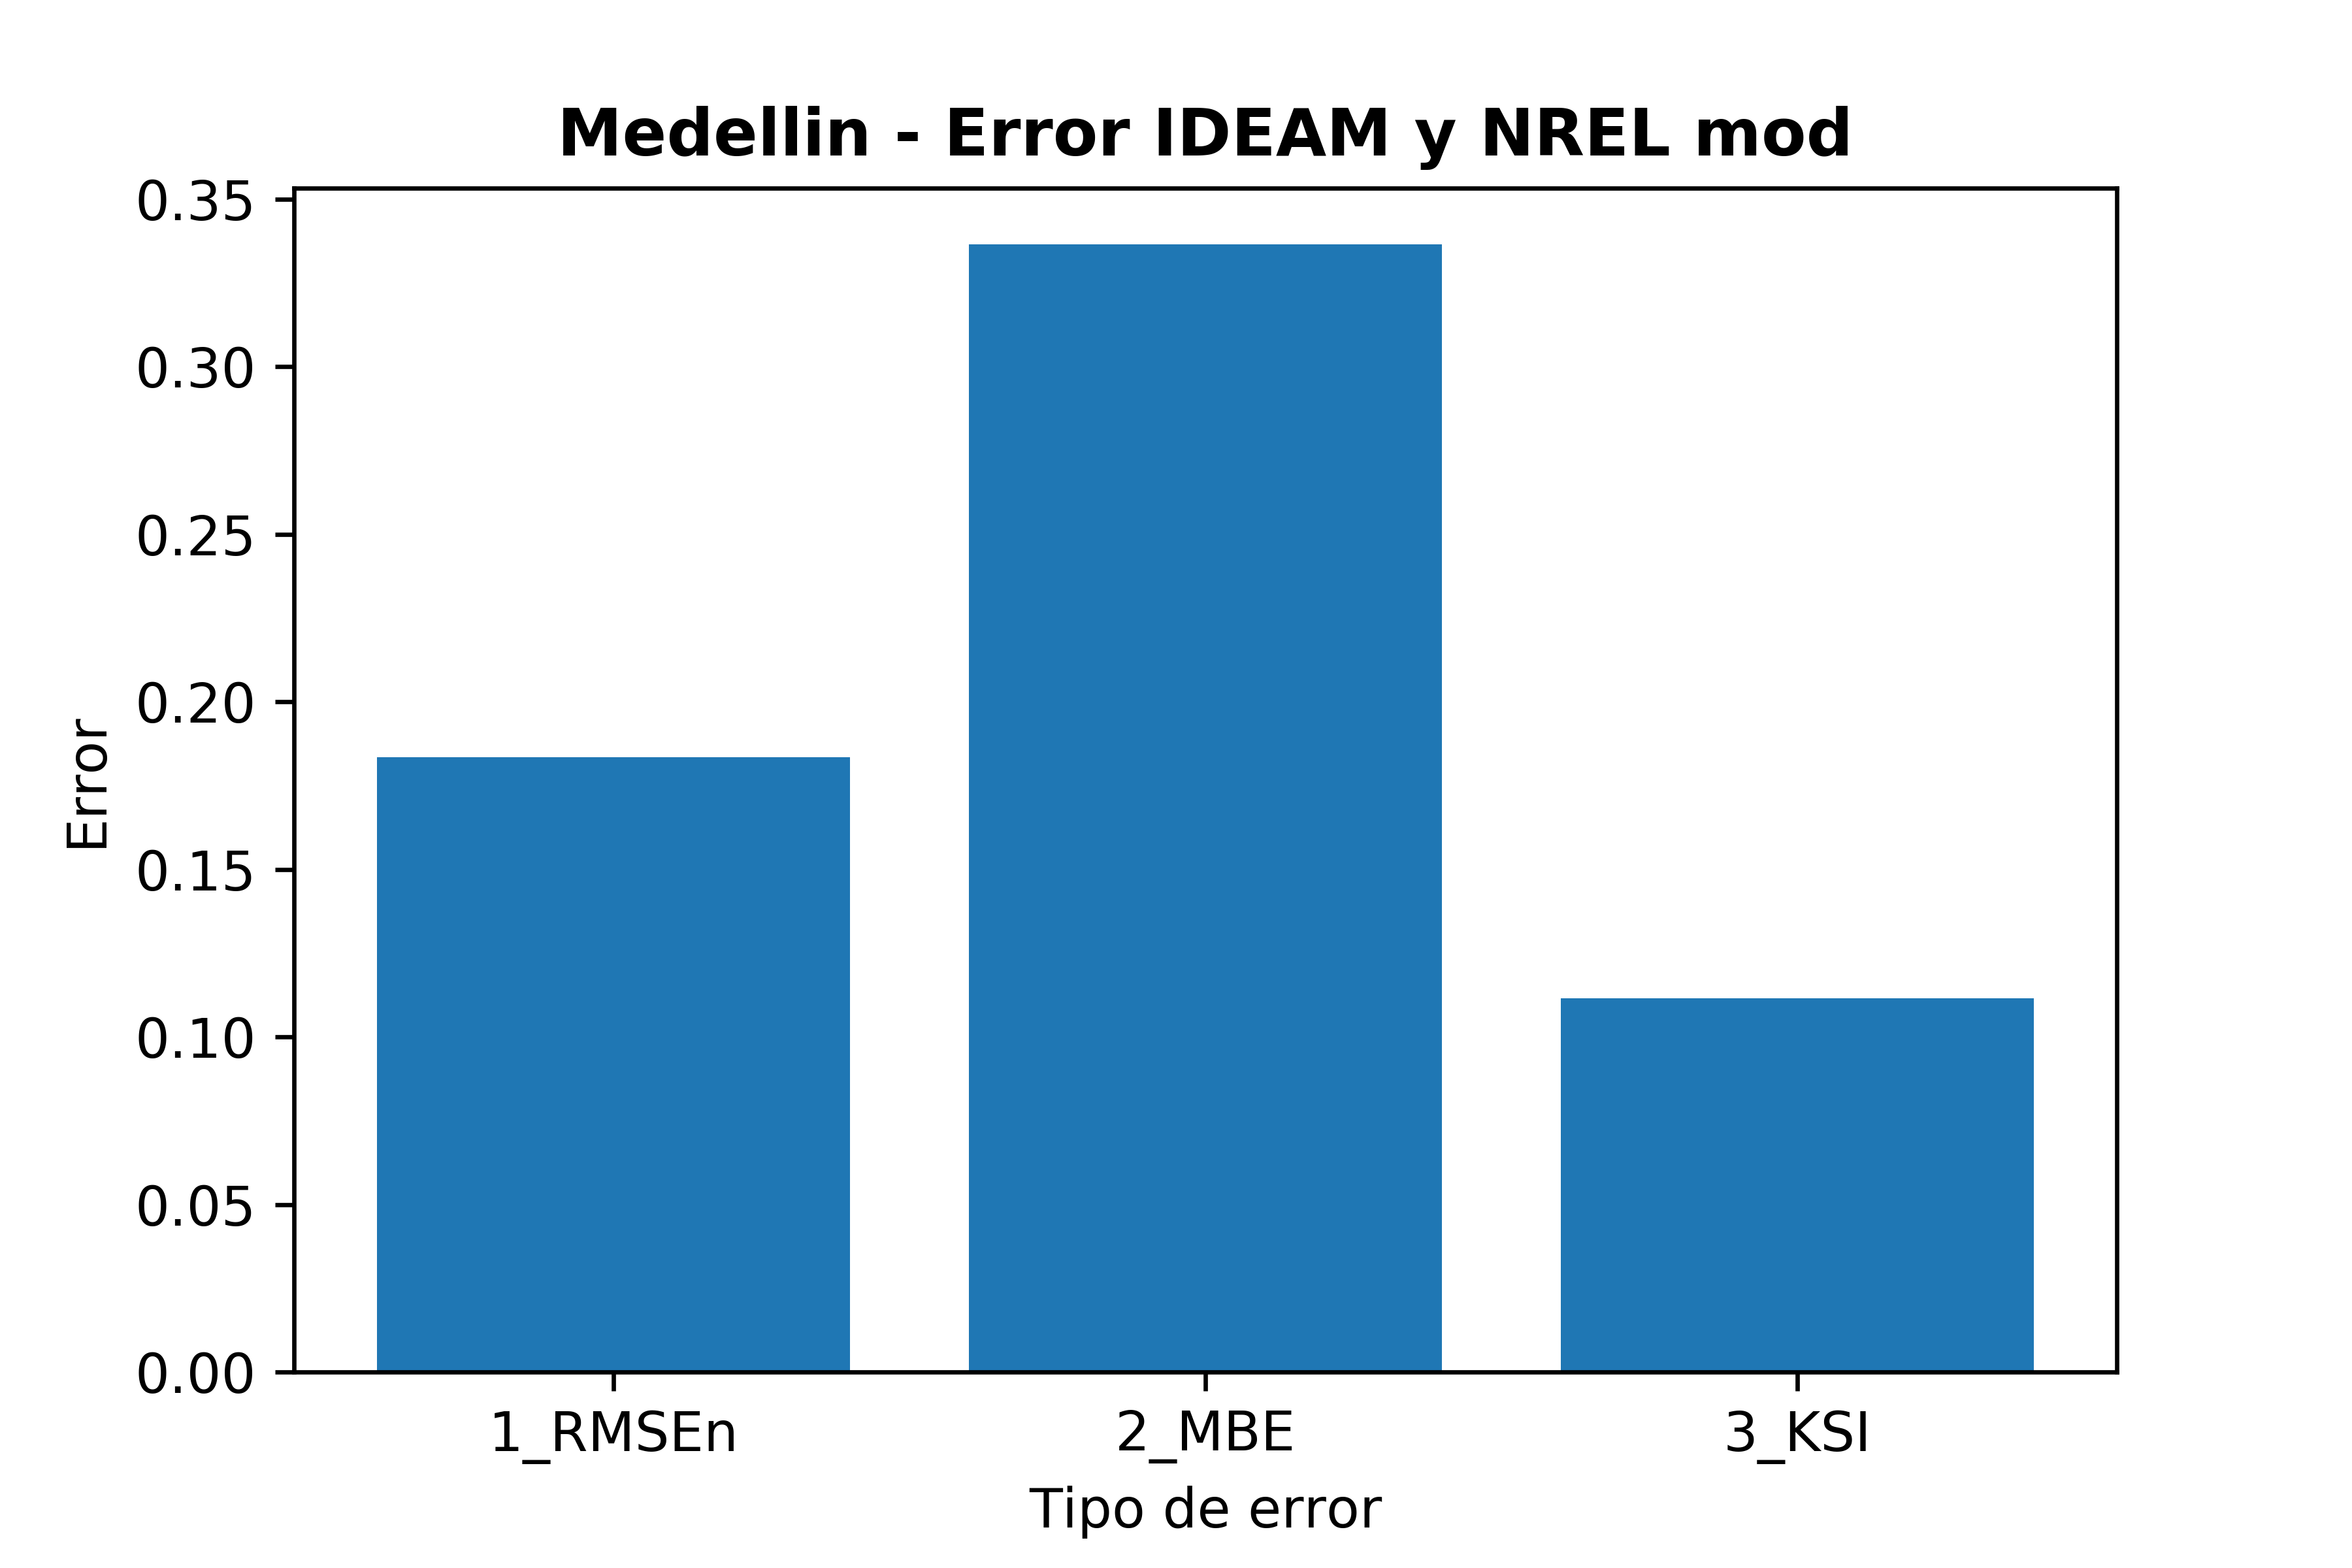 Medellin - Error IDEAM y NREL mod
0.35
0.30
0.25
0.20
0.15
0.10
0.05
0.00
Error
1_RMSEn
2_MBE
3_KSI
Tipo de error